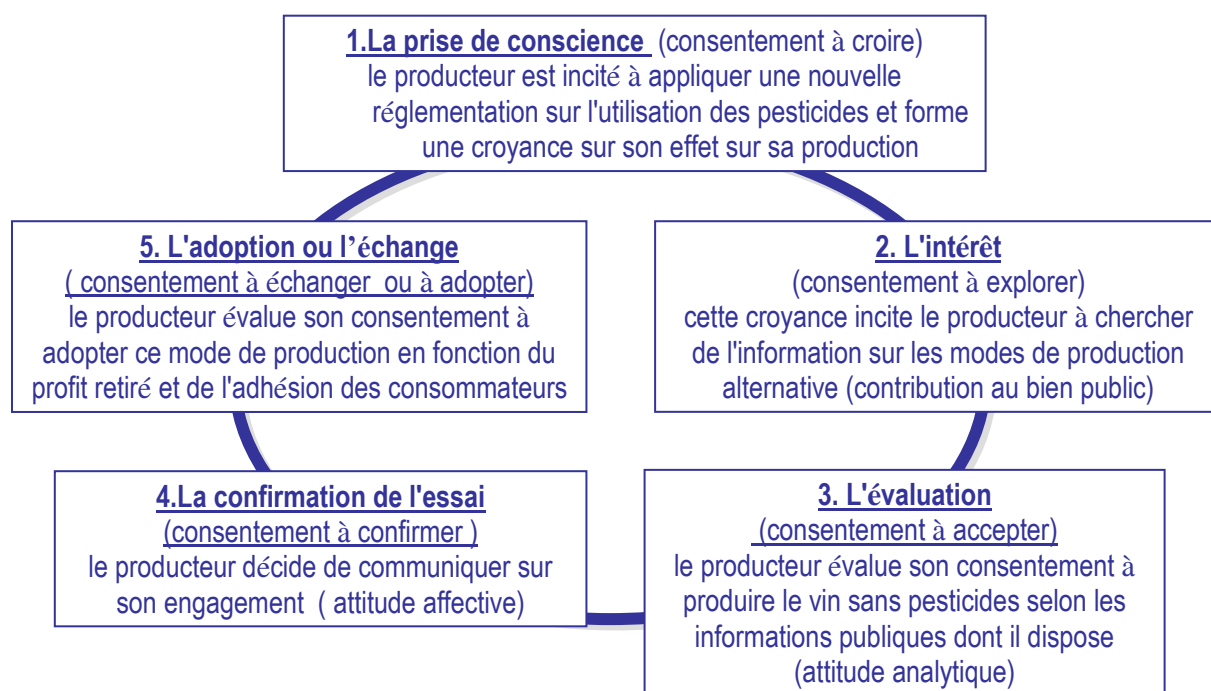 1.La prise de conscience (consentement à croire)
le producteur est incité à appliquer une nouvelle
réglementation sur l'utilisation des pesticides et forme
une croyance sur son effet sur sa production
2. L'intérêt
(consentement à explorer)
cette croyance incite le producteur à chercher
de l'information sur les modes de production
alternative (contribution au bien public)
3. L'évaluation
(consentement à accepter)
le producteur évalue son consentement à
produire le vin sans pesticides selon les
informations publiques dont il dispose
(attitude analytique)
4.La confirmation de l'essai
(consentement à confirmer )
le producteur décide de communiquer sur
son engagement ( attitude affective)
5. L'adoption ou l’échange
( consentement à échanger ou à adopter)
le producteur évalue son consentement à
adopter ce mode de production en fonction du
profit retiré et de l'adhésion des consommateurs